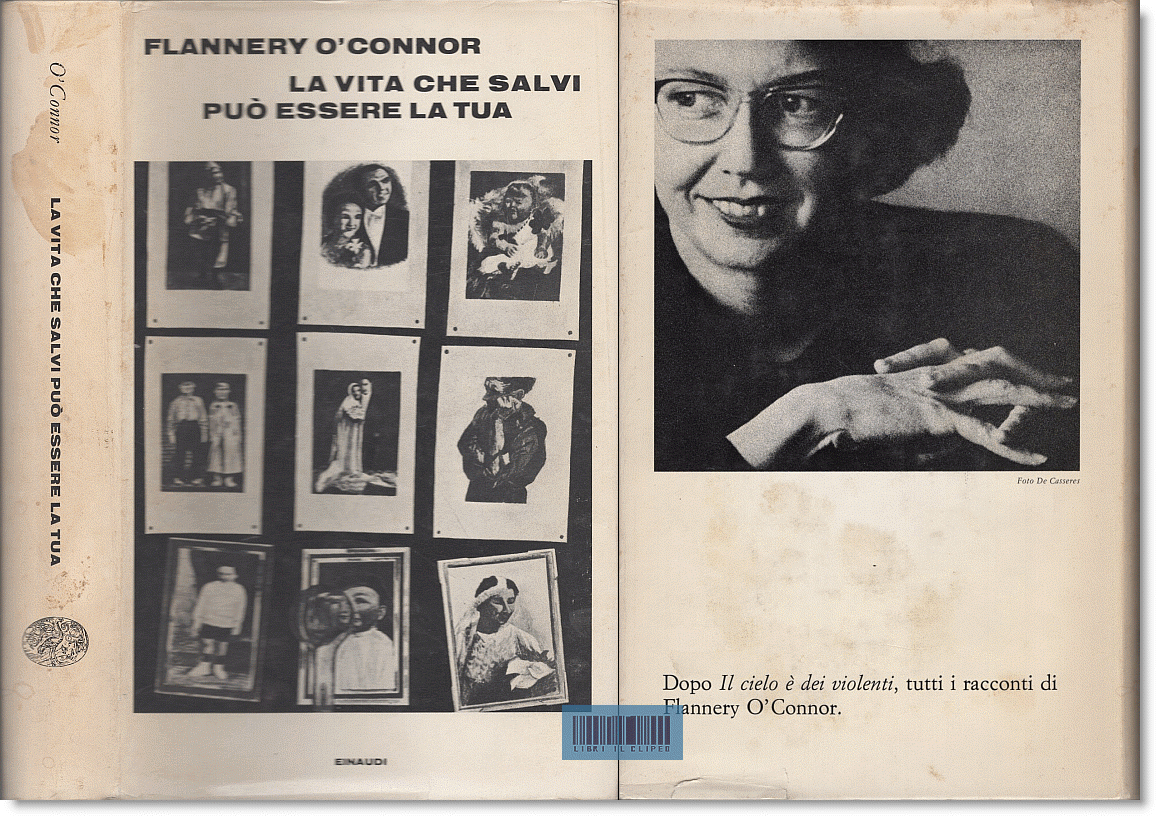 O'Connor
LA VITA CHE SALVI PUÒ ESSERE LA TUA
FLANNERY O'CONNOR
LA VITA CHE SALVI
PUÒ ESSERE LA TUA
EINAUDI
Foto De Casseres
Dopo Il cielo è dei violenti, tutti i racconti di
Flannery O'Connor.
LIBRI IL CLIPEO